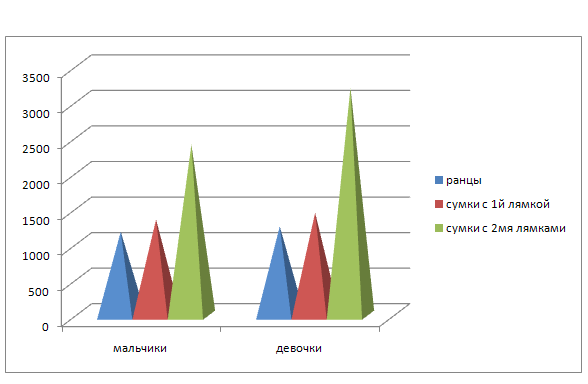 3500
3000
2500
2000
1500
1000
500
0
мальчики
девочки
ранцы
сумки с 1й лямкой
сумки с 2мя лямками